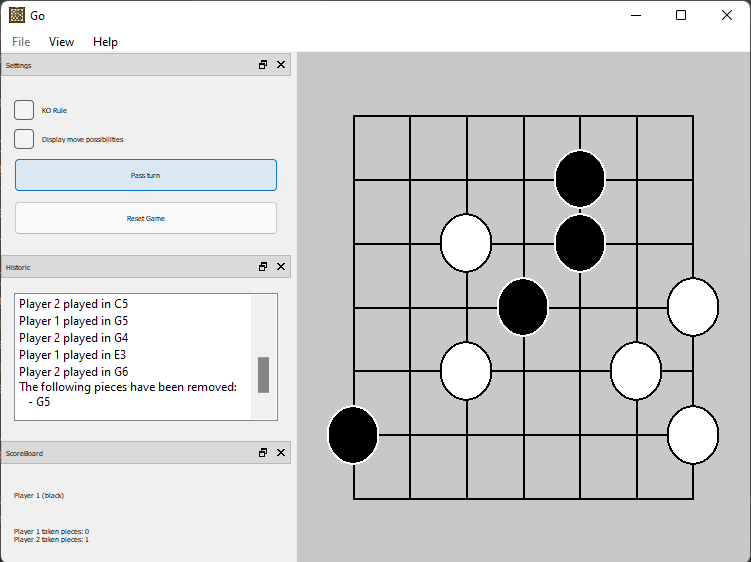 Go
File View Help
Settings
KO Rule
Display move possibilities
Pass turn
Reset Game
Historic
Player 2 played in C5
Player 1 played in G5
Player 2 played in G4
Player 1 played in E3
Player 2 played in G6
The following pieces have been removed:
- G5
ScoreBoard
Player 1 (black)
Player 1 taken pieces: 0
Player 2 taken pieces: 1